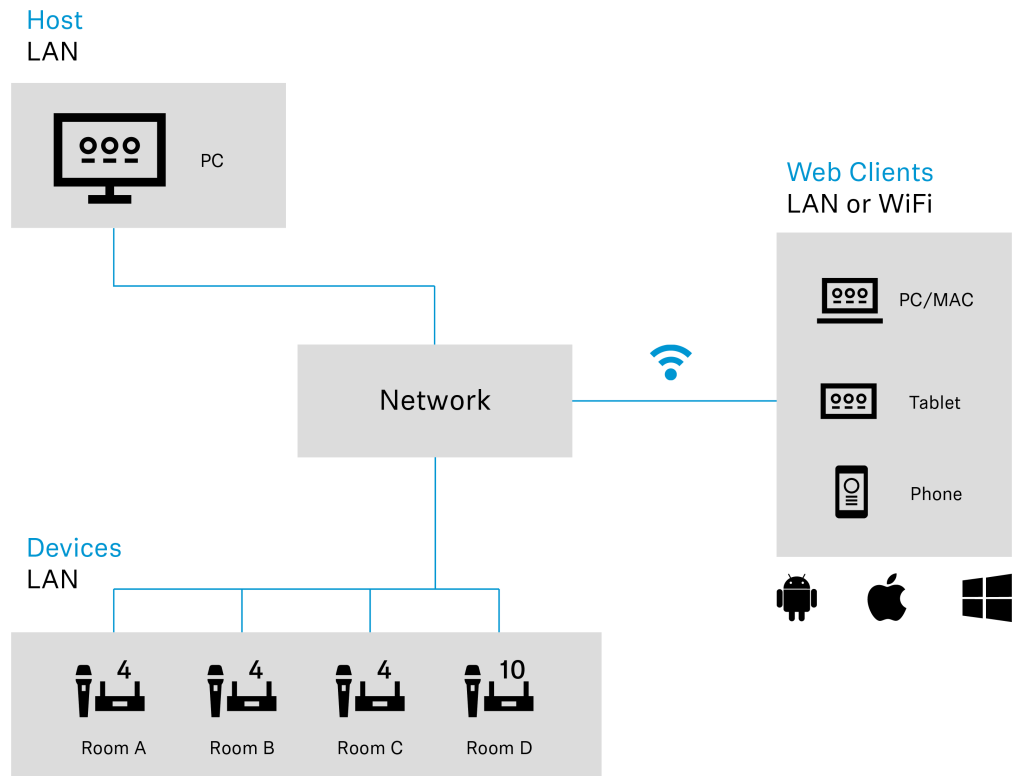 Host
LAN
PC
Web Clients
LAN or WiFi
PC/MAC
Tablet
Phone
Network
Devices
LAN
4 4 4 10
Room A Room B Room C Room D